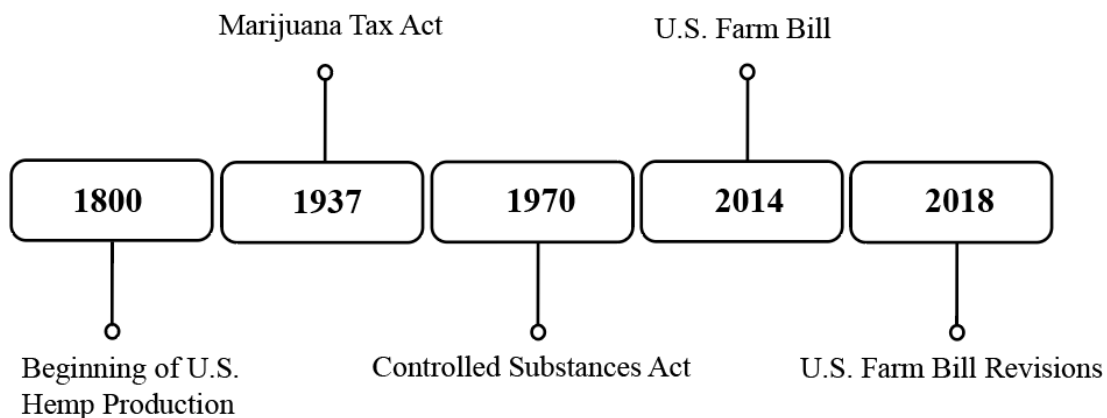 Marijuana Tax Act
U.S. Farm Bill
1800
1937
1970
2014
2018
Beginning of U.S.
Hemp Production
Controlled Substances Act
U.S. Farm Bill Revisions